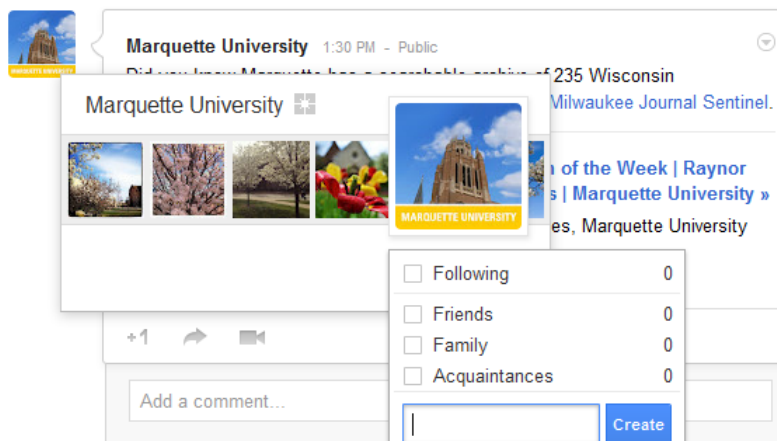 MARQUETTE UNIVERSITY
Marquette University 1:30 PM - Public
Did you know Marquette has a searchable archive of 235 Wisconsin
Milwaukee Journal Sentinel.
Marquette University
MARQUETTE UNIVERSITY
of the Week | Raynor
| Marquette University »
Marquette University
Following 0
Friends 0
Family 0
Acquaintances 0
+1
Add a comment...
Create